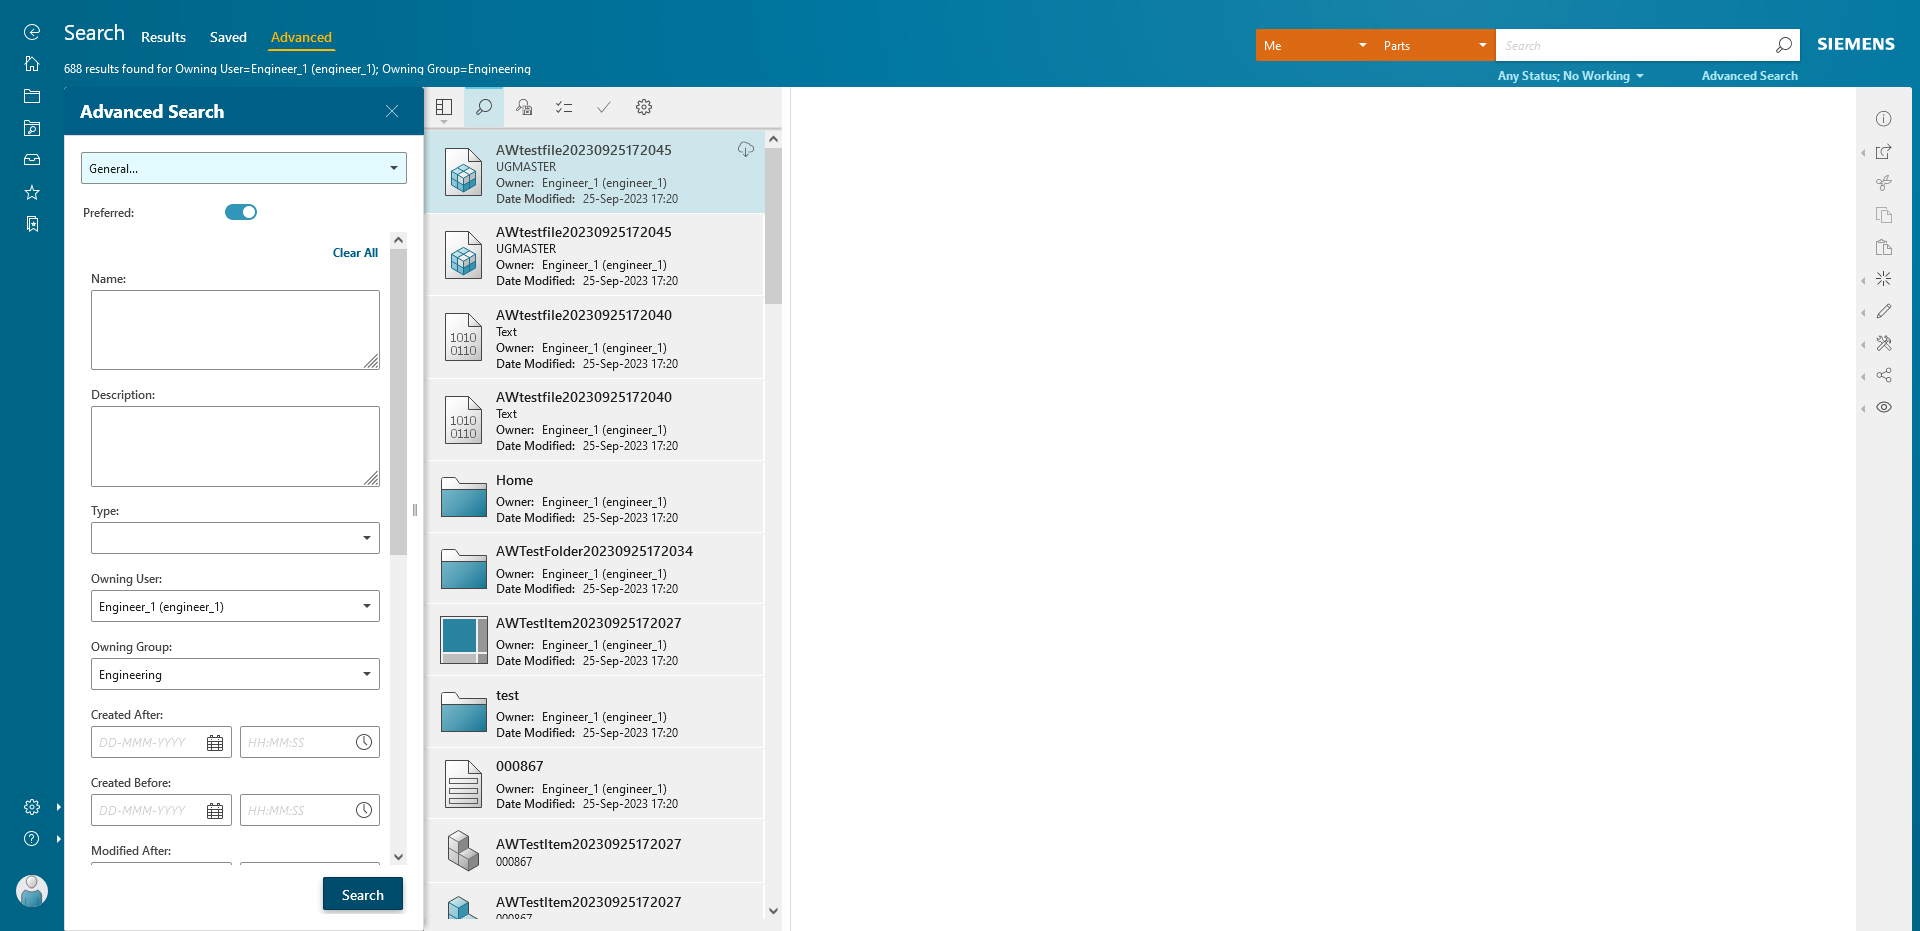 Search
Results
Saved
Advanced
688 results found for Owning User=Engineer_1 (engineer_1); Owning Group=Engineering
Me
Parts
Search
SIEMENS
Any Status; No Working
Advanced Search
Advanced Search
General...
Preferred:
Clear All
Name:
Description:
Type:
Owning User:
Engineer_1 (engineer_1)
Owning Group:
Engineering
Created After:
DD-MMM-YYYY
HH:MM:SS
Created Before:
DD-MMM-YYYY
HH:MM:SS
Modified After:
Search
AWtestfile20230925172045
UGMASTER
Owner: Engineer_1 (engineer_1)
Date Modified: 25-Sep-2023 17:20
AWtestfile20230925172045
UGMASTER
Owner: Engineer_1 (engineer_1)
Date Modified: 25-Sep-2023 17:20
1010
0110
AWtestfile20230925172040
Text
Owner: Engineer_1 (engineer_1)
Date Modified: 25-Sep-2023 17:20
1010
0110
AWtestfile20230925172040
Text
Owner: Engineer_1 (engineer_1)
Date Modified: 25-Sep-2023 17:20
Home
Owner: Engineer_1 (engineer_1)
Date Modified: 25-Sep-2023 17:20
AWTestFolder20230925172034
Owner: Engineer_1 (engineer_1)
Date Modified: 25-Sep-2023 17:20
AWTestItem20230925172027
Owner: Engineer_1 (engineer_1)
Date Modified: 25-Sep-2023 17:20
test
Owner: Engineer_1 (engineer_1)
Date Modified: 25-Sep-2023 17:20
000867
Owner: Engineer_1 (engineer_1)
Date Modified: 25-Sep-2023 17:20
AWTestItem20230925172027
000867
AWTestItem20230925172027
000867